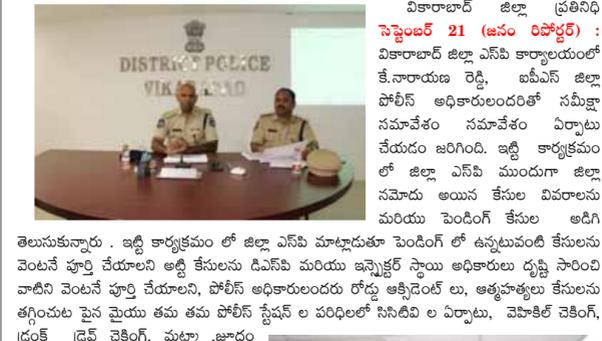 DISTRICT POLICE
VIKARABAD
వికారాబాద్ జిల్లా ప్రతినిధి
సెప్టెంబర్ 21 (జనం రిపోర్టర్) :
వికారాబాద్ జిల్లా ఎస్‌పి కార్యాలయంలో
కే.నారాయణ రెడ్డి, ఐపీఎస్ జిల్లా
పోలీస్ అధికారులందరితో సమీక్షా
సమావేశం సమావేశం ఏర్పాటు
చేయడం జరిగింది. ఇట్టి కార్యక్రమం
లో జిల్లా ఎస్‌పి ముందుగా జిల్లా
నమోదు అయిన కేసుల వివరాలను
మరియు పెండింగ్ కేసుల అడిగి
తెలుసుకున్నారు . ఇట్టి కార్యక్రమం లో జిల్లా ఎస్‌పి మాట్లాడుతూ పెండింగ్ లో ఉన్నటువంటి కేసులను
వెంటనే పూర్తి చేయాలని అట్టి కేసులను డిఎస్‌పి మరియు ఇన్స్పెక్టర్ స్థాయి అధికారులు దృష్టి సారించి
వాటిని వెంటనే పూర్తి చేయాలని, పోలీస్ అధికారులందరు రోడ్డు ఆక్సిడెంట్ లు, ఆత్మహత్యలు కేసులను
తగ్గించుట పైన మైయు తమ తమ పోలీస్ స్టేషన్ ల పరిధిలలో సిసిటివి ల ఏర్పాటు, వెహికిల్ చెకింగ్,
డ్రంక్ డ్రైవ్ చెకింగ్, మట్కా ,జూదం